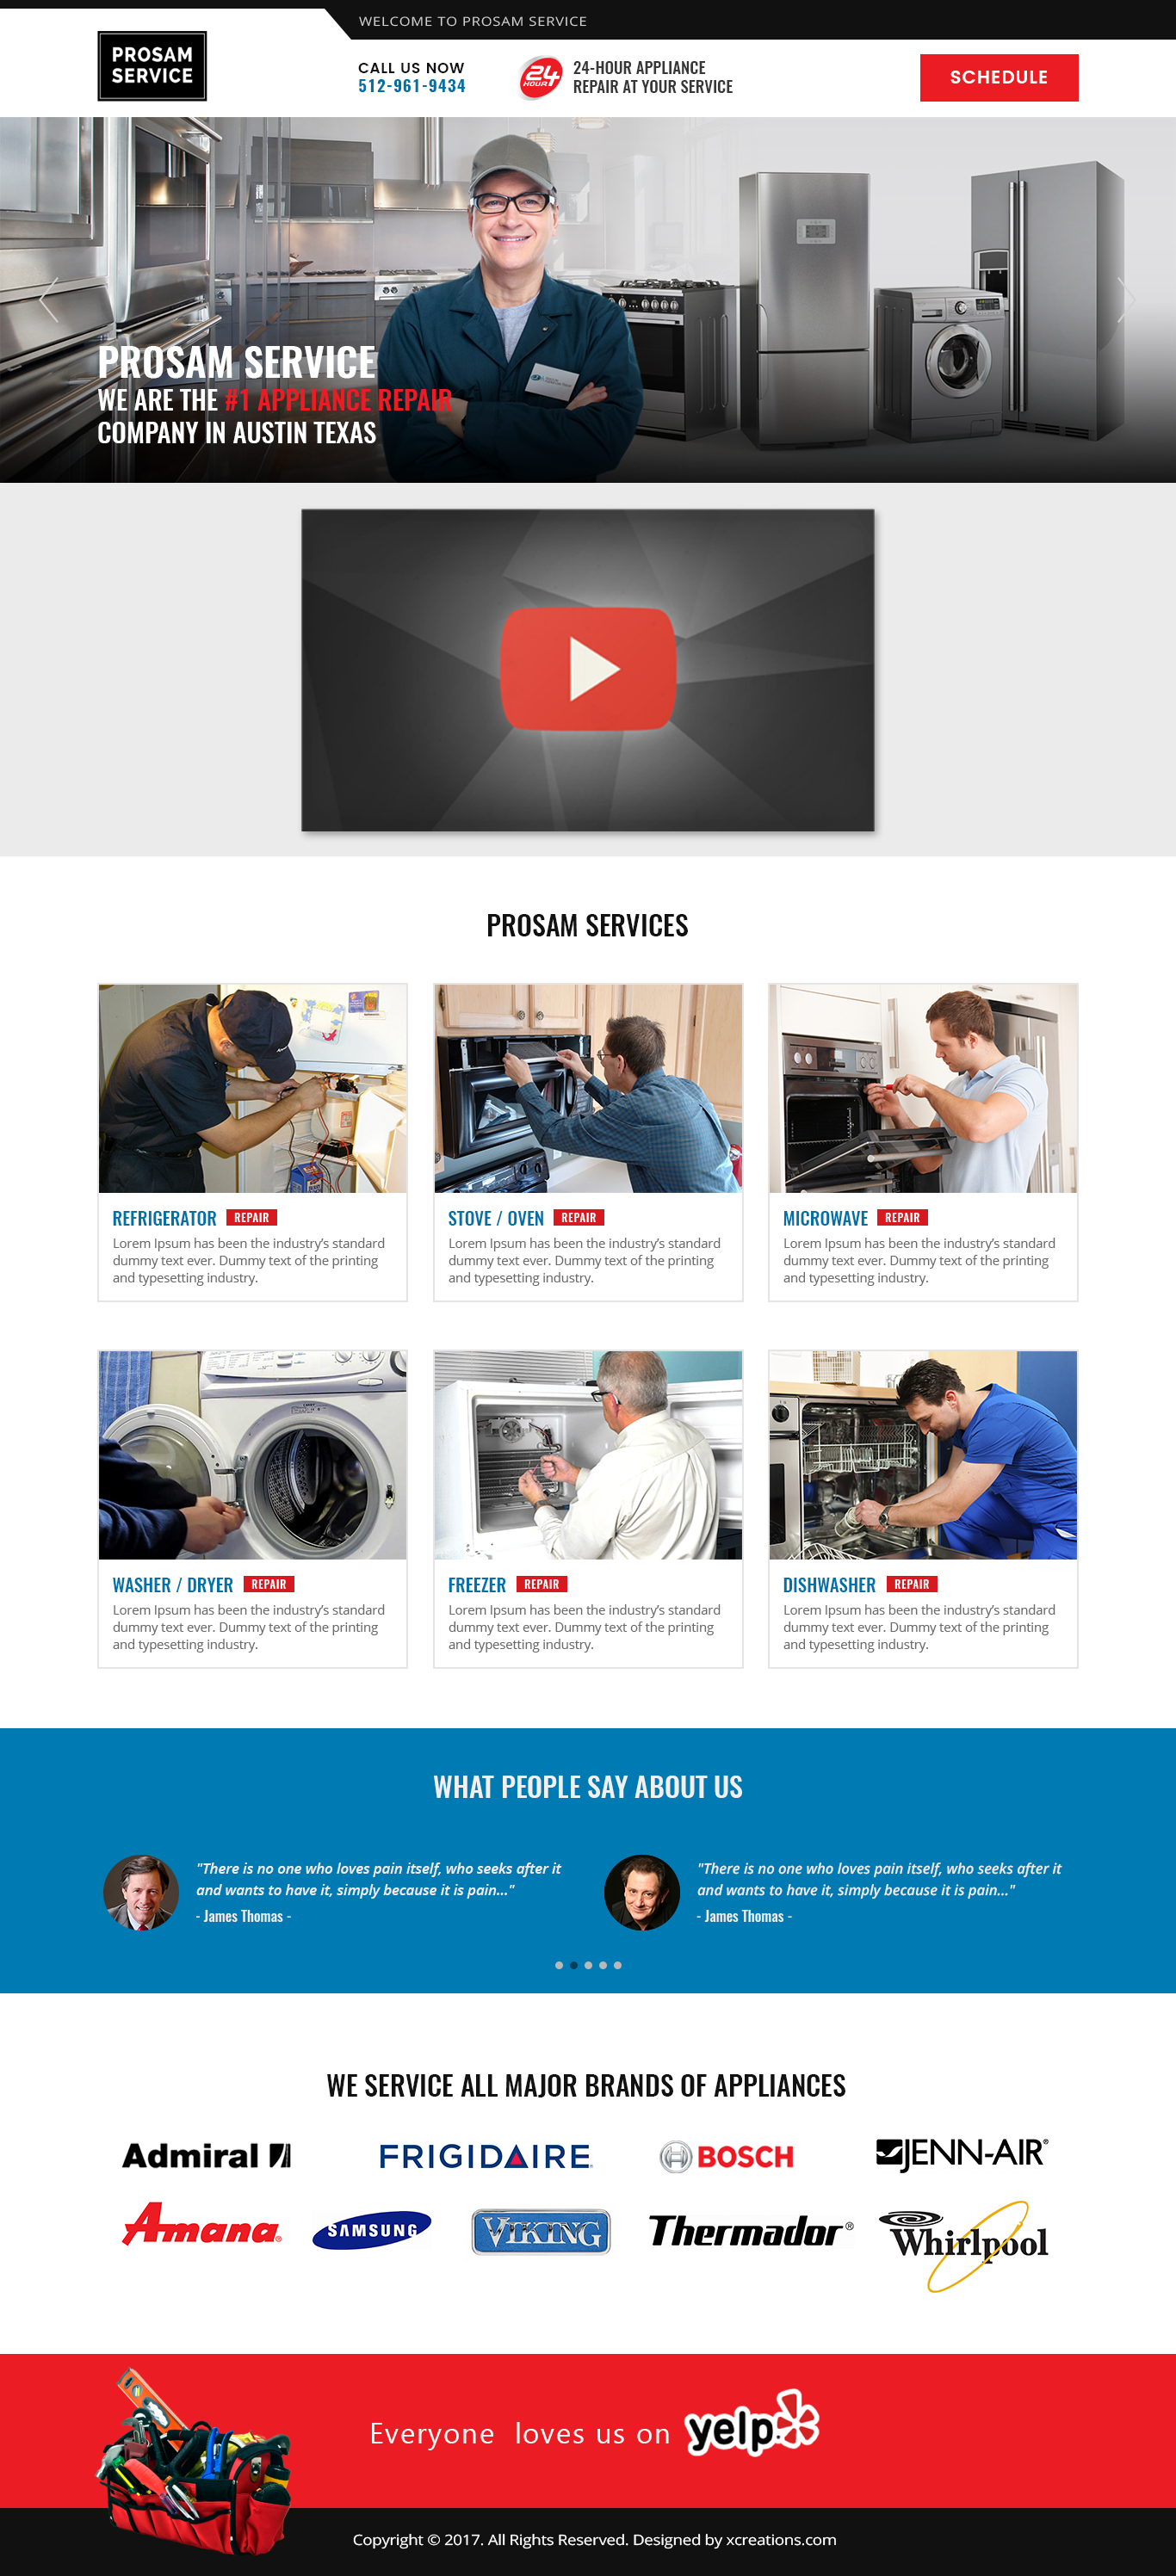 WELCOME TO PROSAM SERVICE
PROSAM
SERVICE
CALL US NOW
512-961-9434
24
HOUR
24-HOUR APPLIANCE
REPAIR AT YOUR SERVICE
SCHEDULE
PROSAM SERVICE
WE ARE THE #1 APPLIANCE REPAIR
COMPANY IN AUSTIN TEXAS
PROSAM SERVICES
REFRIGERATOR REPAIR
Lorem Ipsum has been the industry's standard
dummy text ever. Dummy text of the printing
and typesetting industry.
STOVE / OVEN REPAIR
Lorem Ipsum has been the industry's standard
dummy text ever. Dummy text of the printing
and typesetting industry.
MICROWAVE REPAIR
Lorem Ipsum has been the industry's standard
dummy text ever. Dummy text of the printing
and typesetting industry.
WASHER / DRYER REPAIR
Lorem Ipsum has been the industry's standard
dummy text ever. Dummy text of the printing
and typesetting industry.
FREEZER REPAIR
Lorem Ipsum has been the industry's standard
dummy text ever. Dummy text of the printing
and typesetting industry.
DISHWASHER REPAIR
Lorem Ipsum has been the industry's standard
dummy text ever. Dummy text of the printing
and typesetting industry.
WHAT PEOPLE SAY ABOUT US
"There is no one who loves pain itself, who seeks after it
and wants to have it, simply because it is pain..."
- James Thomas -
"There is no one who loves pain itself, who seeks after it
and wants to have it, simply because it is pain..."
- James Thomas -
WE SERVICE ALL MAJOR BRANDS OF APPLIANCES
Admiral
FRIGIDAIRE
BOSCH
JENN-AIR®
Amana®
SAMSUNG
VIKING
Thermador®
Whirlpool
Everyone loves us on yelp
Copyright © 2017. All Rights Reserved. Designed by xcreations.com